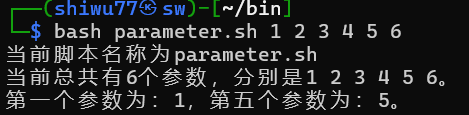 ┌──(shiwu77㉿sw)-[~/bin]
└─$ bash parameter.sh 1 2 3 4 5 6
当前脚本名称为parameter.sh
当前总共有6个参数，分别是1 2 3 4 5 6。
第一个参数为：1，第五个参数为：5。